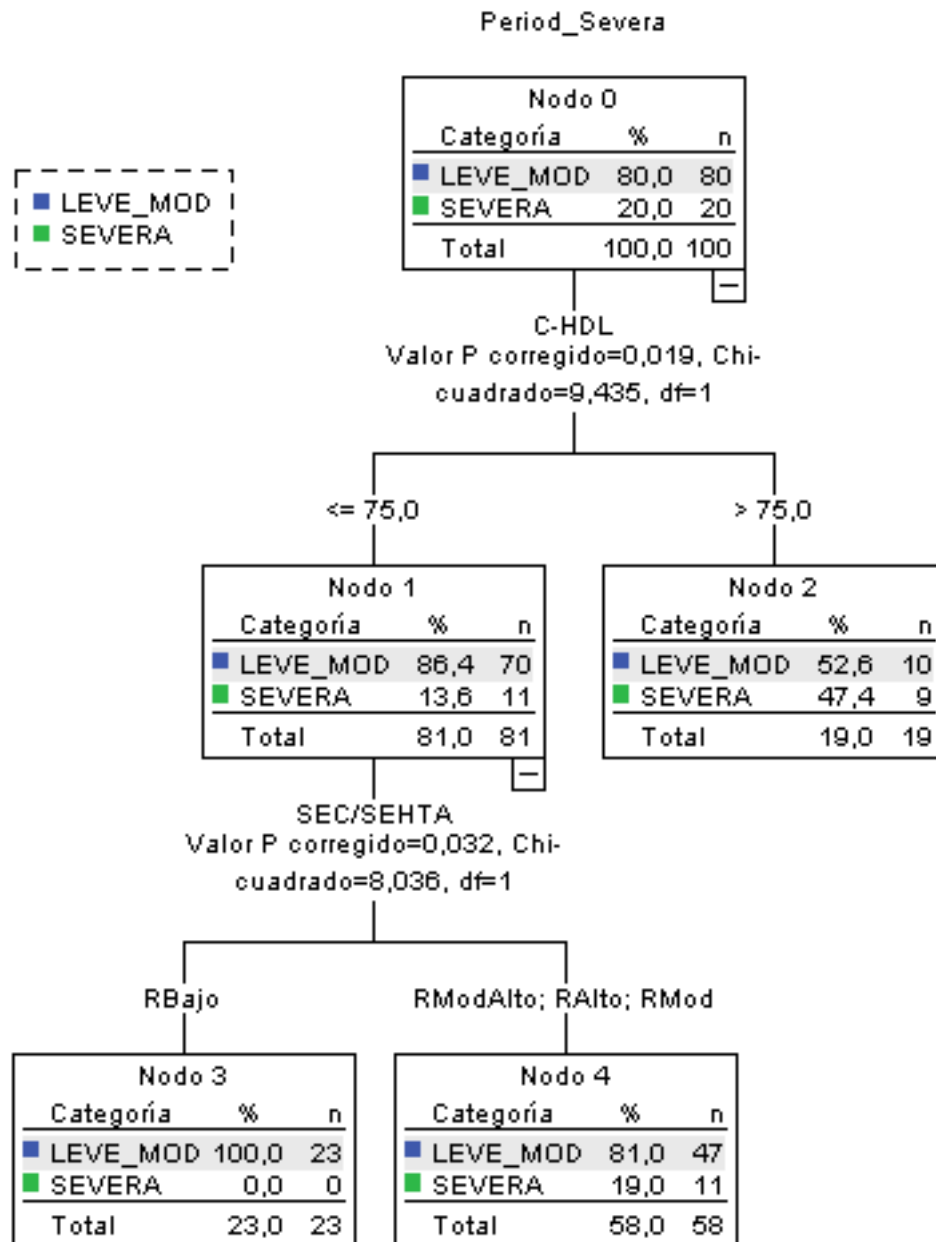 Period_Severa
Nodo 0
Categoría % n
LEVE_MOD 80,0 80
SEVERA 20,0 20
Total 100,0 100
LEVE_MOD
SEVERA
C-HDL
Valor P corregido=0,019, Chi-
cuadrado=9,435, df=1
<= 75,0
> 75,0
Nodo 1
Categoría % n
LEVE_MOD 86,4 70
SEVERA 13,6 11
Total 81,0 81
Nodo 2
Categoría % n
LEVE_MOD 52,6 10
SEVERA 47,4 9
Total 19,0 19
SEC/SEHTA
Valor P corregido=0,032, Chi-
cuadrado=8,036, df=1
RBajo
RModAlto; RAlto; RMod
Nodo 3
Categoría % n
LEVE_MOD 100,0 23
SEVERA 0,0 0
Total 23,0 23
Nodo 4
Categoría % n
LEVE_MOD 81,0 47
SEVERA 19,0 11
Total 58,0 58